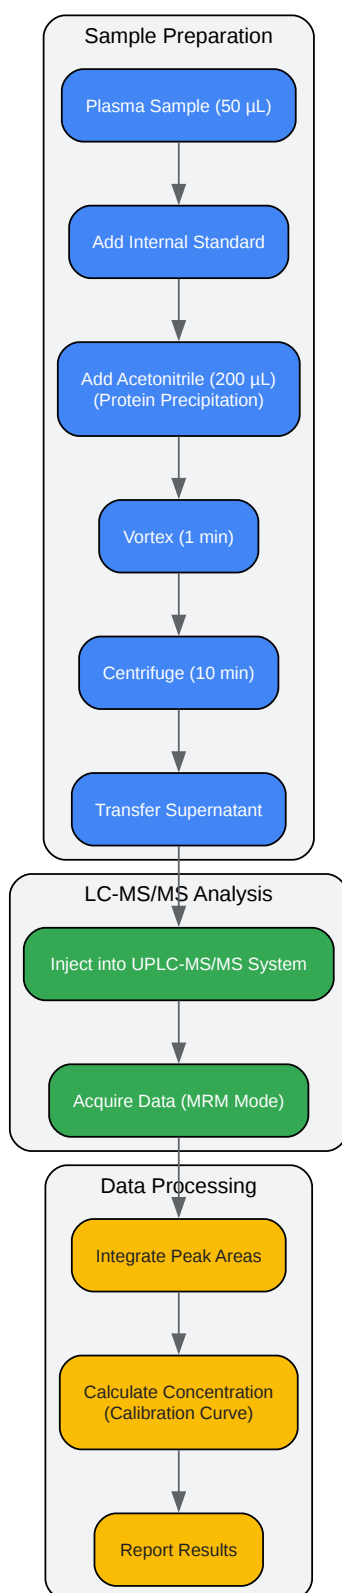 Sample Preparation
Plasma Sample (50 µL)
Add Internal Standard
Add Acetonitrile (200 µL)
(Protein Precipitation)
Vortex (1 min)
Centrifuge (10 min)
Transfer Supernatant
LC-MS/MS Analysis
Inject into UPLC-MS/MS System
Acquire Data (MRM Mode)
Data Processing
Integrate Peak Areas
Calculate Concentration
(Calibration Curve)
Report Results